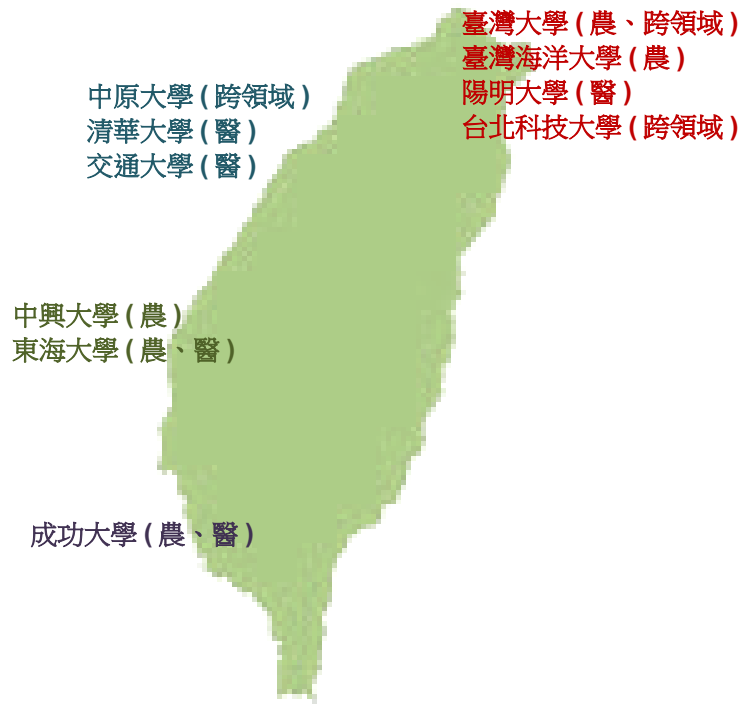 臺灣大學 ( 農、跨領域 )
臺灣海洋大學 ( 農 )
陽明大學 ( 醫 )
台北科技大學 ( 跨領域 )
中原大學 ( 跨領域 )
清華大學 ( 醫 )
交通大學 ( 醫 )
中興大學 ( 農 )
東海大學 ( 農、醫 )
成功大學 ( 農、醫 )